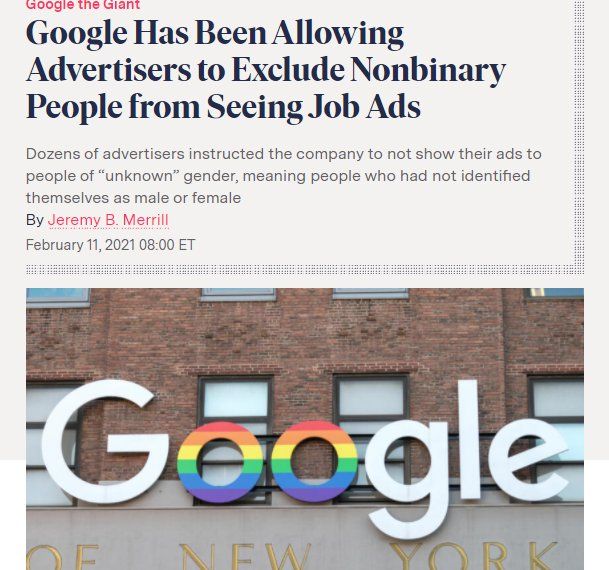 Google the Giant
Google Has Been Allowing
Advertisers to Exclude Nonbinary
People from Seeing Job Ads
Dozens of advertisers instructed the company to not show their ads to
people of “unknown” gender, meaning people who had not identified
themselves as male or female
By Jeremy B. Merrill
February 11, 2021 08:00 ET
Google
OF NEW YORK